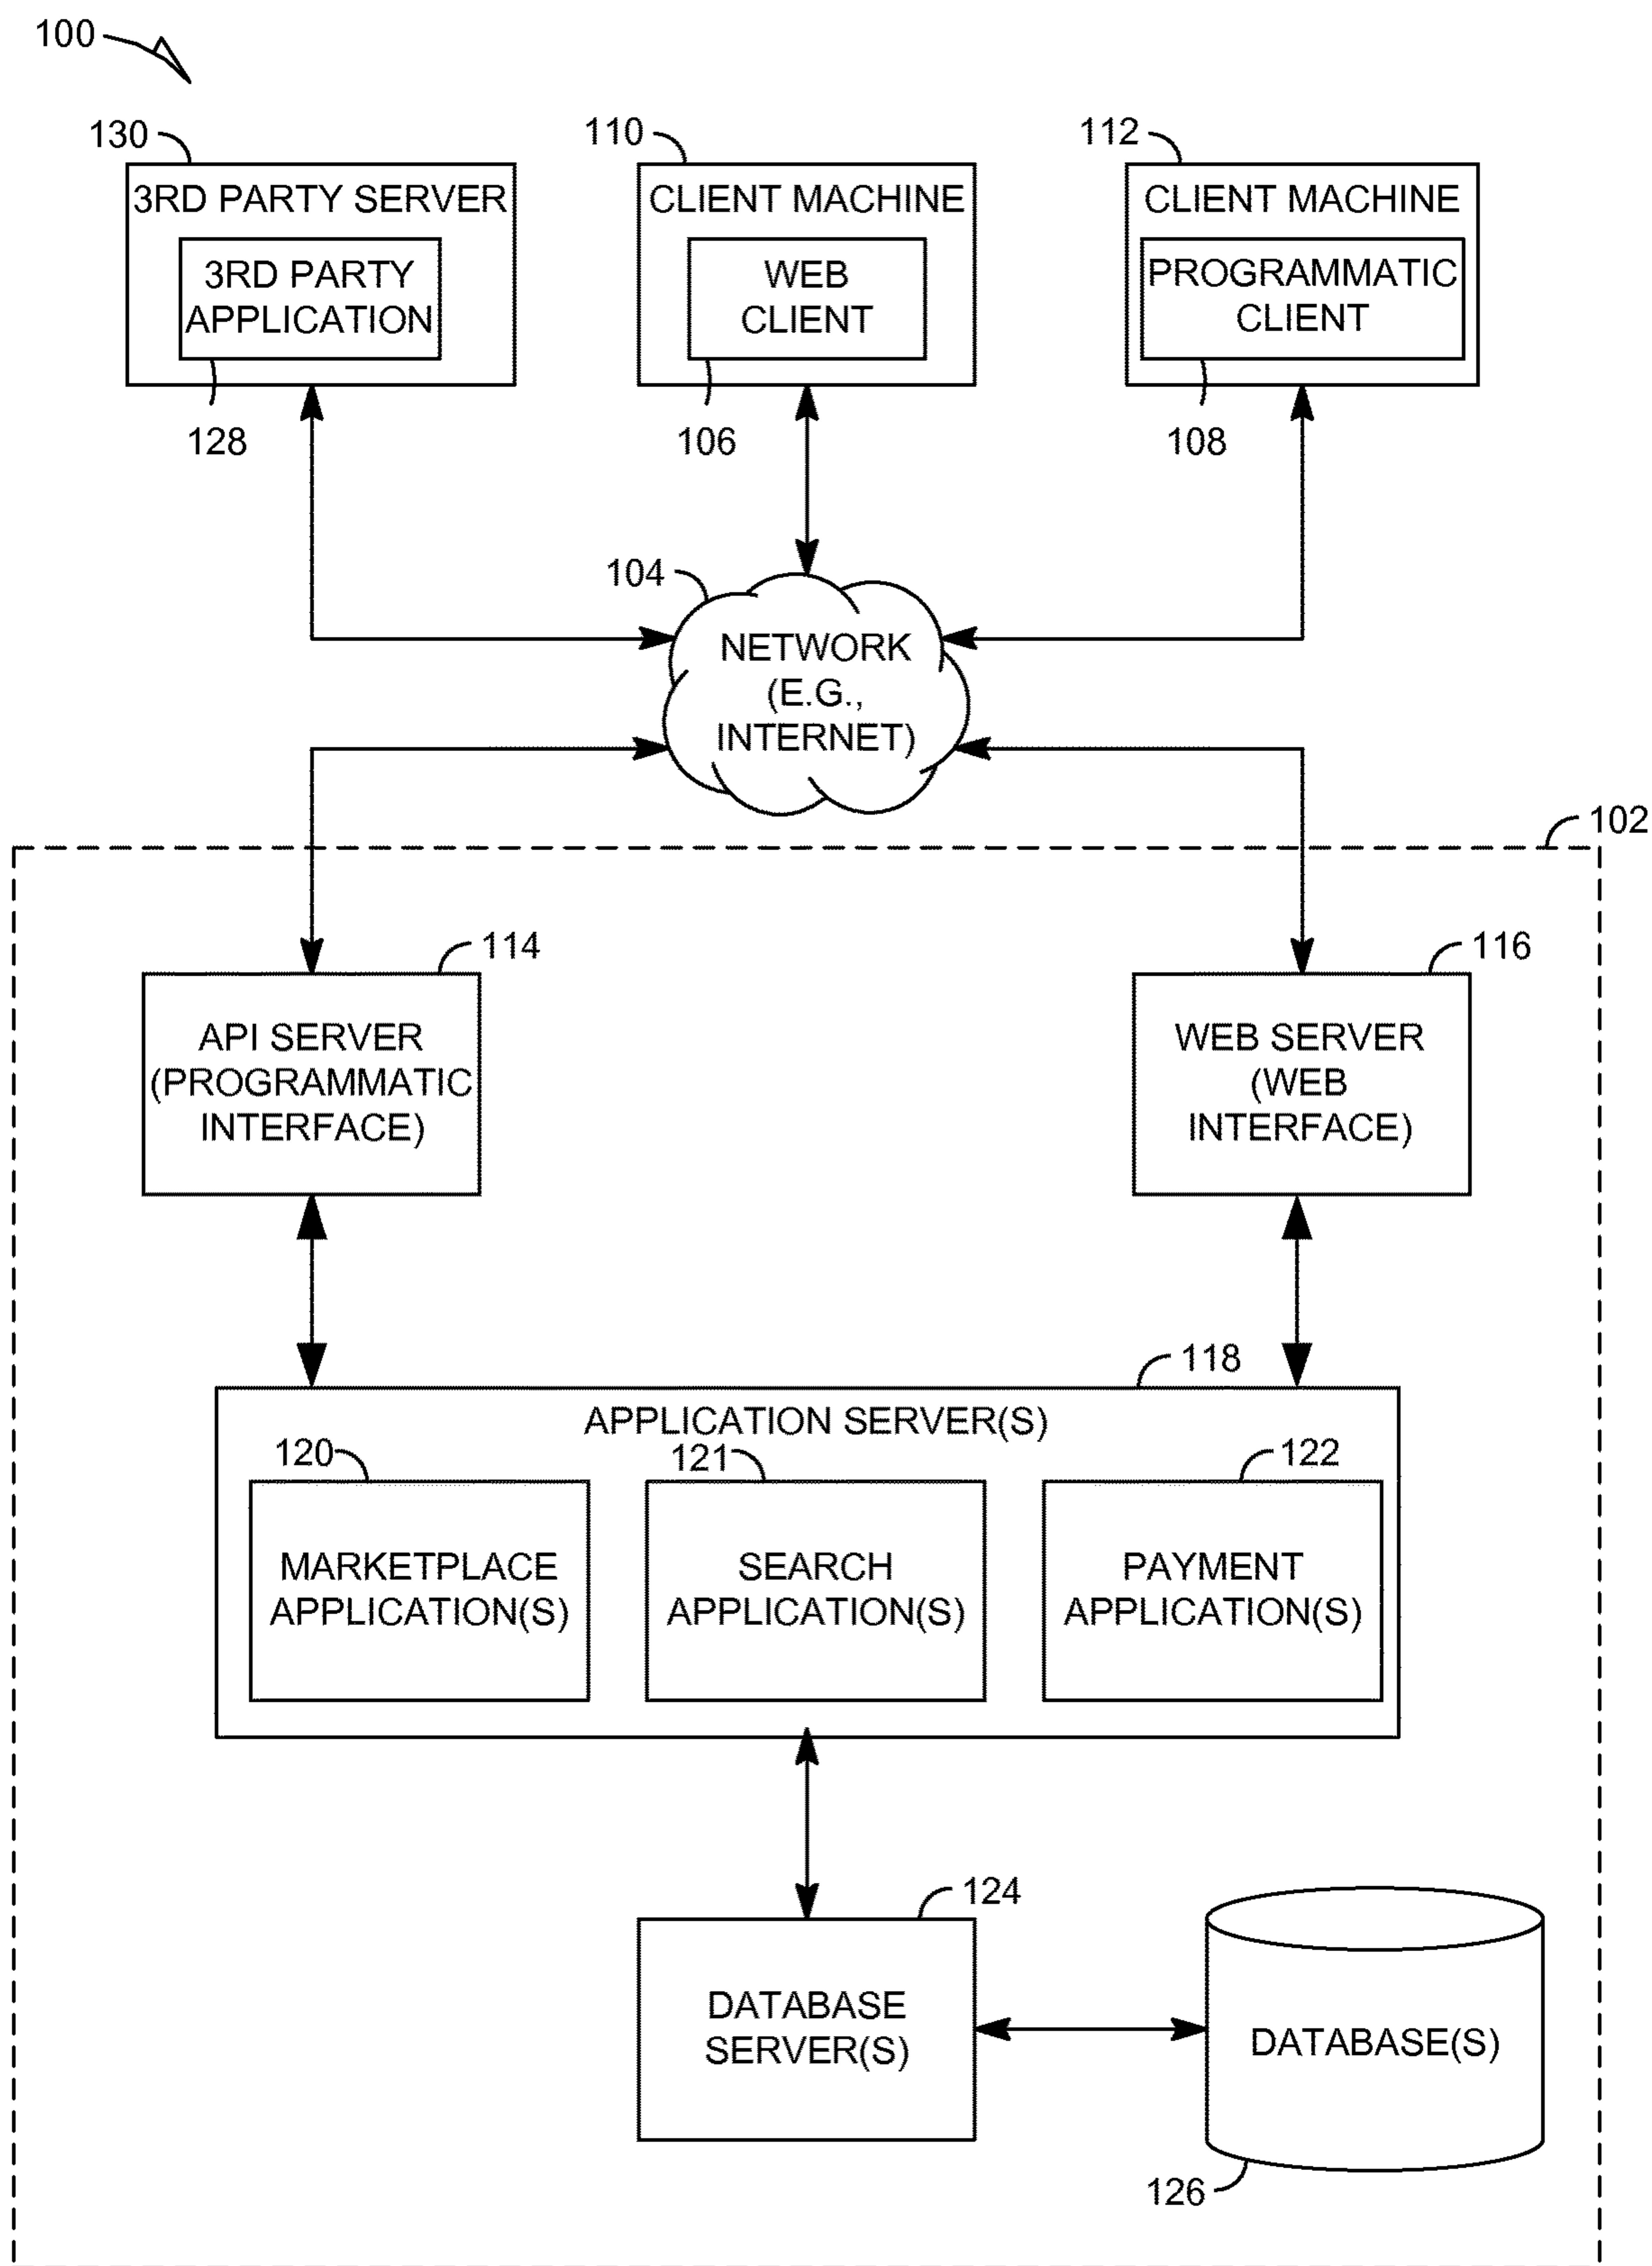 100
130
110
112
3RD PARTY SERVER
3RD PARTY
APPLICATION
CLIENT MACHINE
WEB
CLIENT
CLIENT MACHINE
PROGRAMMATIC
CLIENT
128
106
108
104
NETWORK
(E.G.,
INTERNET)
102
114
API SERVER
(PROGRAMMATIC
INTERFACE)
116
WEB SERVER
(WEB
INTERFACE)
118
APPLICATION SERVER(S)
120
MARKETPLACE
APPLICATION(S)
121
SEARCH
APPLICATION(S)
122
PAYMENT
APPLICATION(S)
124
DATABASE
SERVER(S)
DATABASE(S)
126